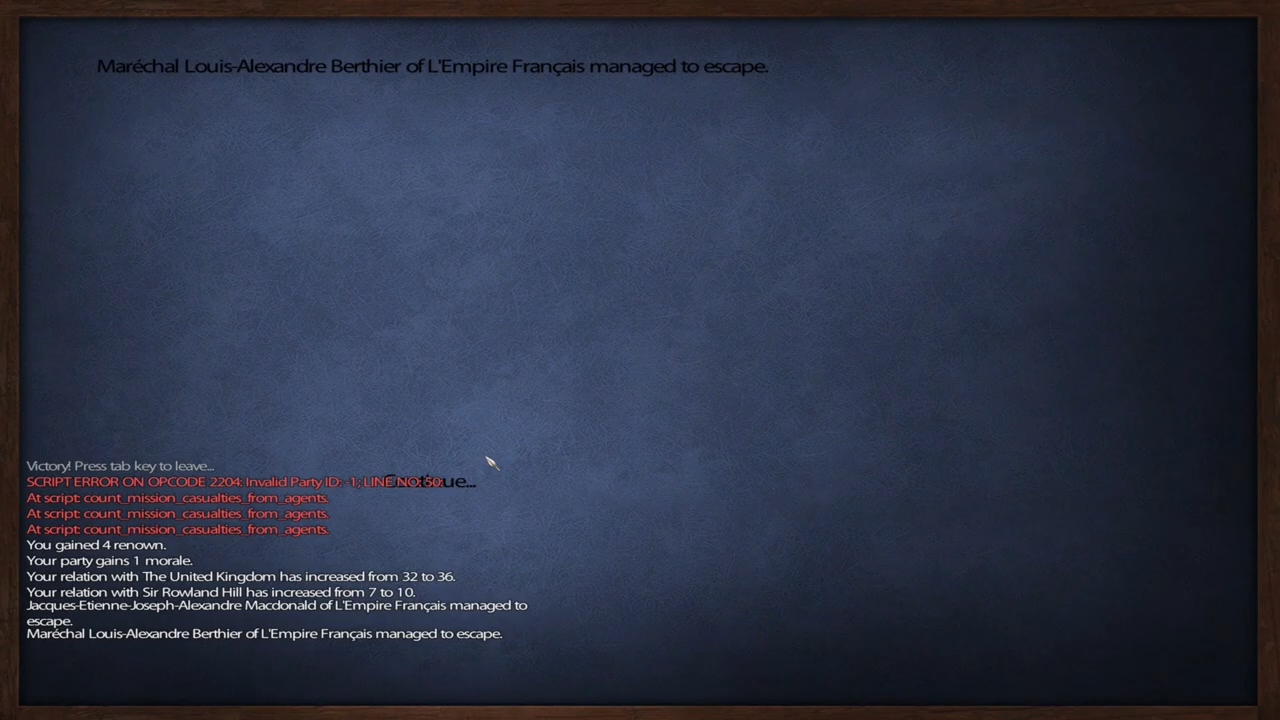 Maréchal Louis-Alexandre Berthier of L'Empire Français managed to escape.
Victory! Press tab key to leave...
SCRIPT ERROR ON OPCODE 2204: Invalid Party ID: -1; LINE NO: 50:
Continue...
At script: count_mission_casualties_from_agents.
At script: count_mission_casualties_from_agents.
At script: count_mission_casualties_from_agents.
You gained 4 renown.
Your party gains 1 morale.
Your relation with The United Kingdom has increased from 32 to 36.
Your relation with Sir Rowland Hill has increased from 7 to 10.
Jacques-Etienne-Joseph-Alexandre Macdonald of L'Empire Français managed to
escape.
Maréchal Louis-Alexandre Berthier of L'Empire Français managed to escape.